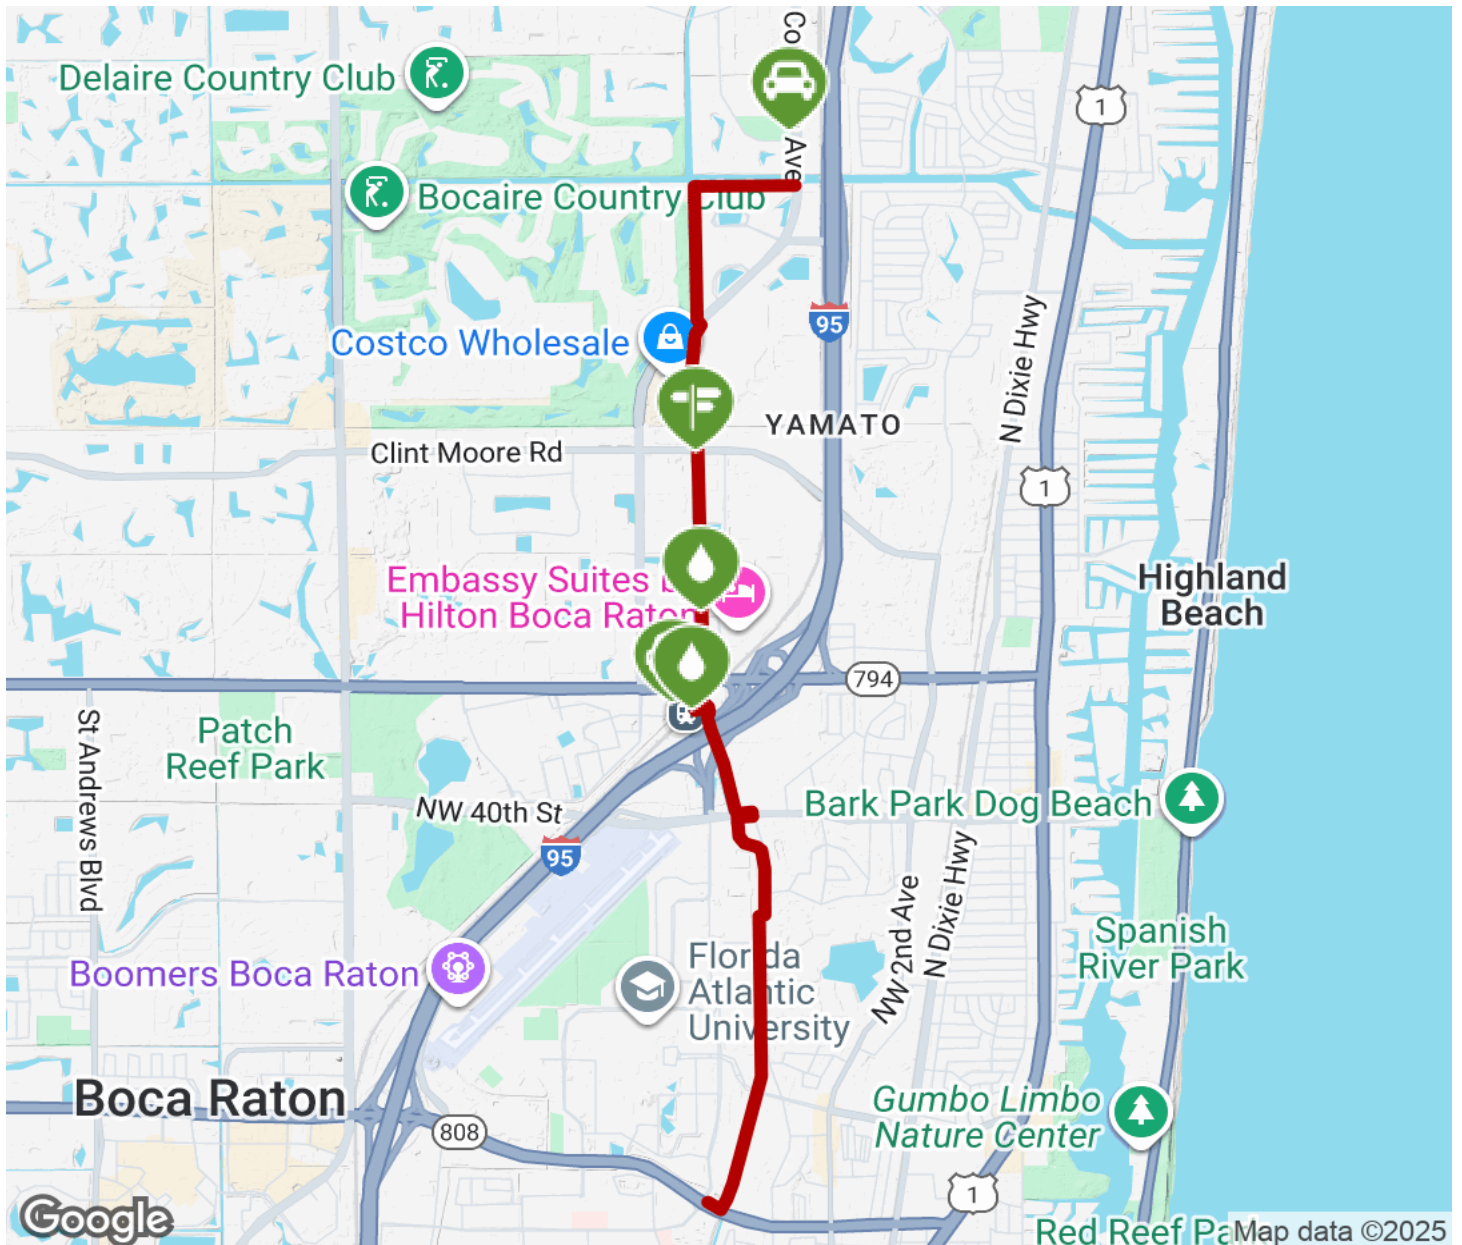 Co
Ave
Delaire Country Club
1
Bocaire Country Club
95
Costco Wholesale
N Dixie Hwy
YAMATO
Clint Moore Rd
1
Embassy Suites b
Hilton Boca Raton
Highland
Beach
794
St Andrews Blvd
Patch
Reef Park
NW 40th St
Bark Park Dog Beach
95
NW 2nd Ave
N Dixie Hwy
Spanish
River Park
Boomers Boca Raton
Florida
Atlantic
University
Boca Raton
808
Gumbo Limbo
Nature Center
1
Google
Red Reef Pa
Map data ©2025